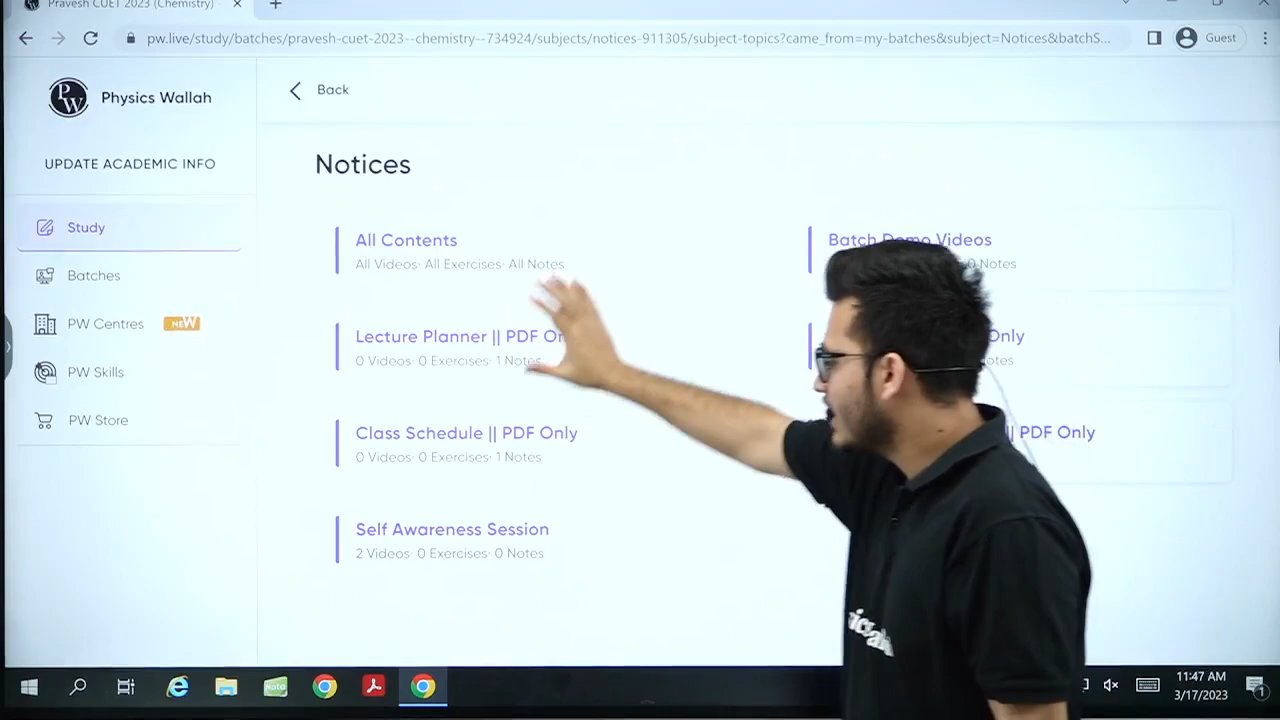 Pravesh CUET 2023 (Chemistry)
pw.live/study/batches/pravesh-cuet-2023--chemistry--734924/subjects/notices-911305/subject-topics?came_from=my-batches&subject=Notices&batchS...
Guest
PW
Physics Wallah
Back
UPDATE ACADEMIC INFO
Notices
Study
All Contents
All Videos· All Exercises· All Notes
Batch Demo Videos
0 Notes
Batches
PW Centres
NEW
Lecture Planner || PDF
0 Videos· 0 Exercises· 1 Notes
Only
PW Skills
PW Store
Class Schedule || PDF Only
0 Videos· 0 Exercises· 1 Notes
|| PDF Only
Self Awareness Session
2 Videos· 0 Exercises· 0 Notes
Nota
11:47 AM
3/17/2023
1